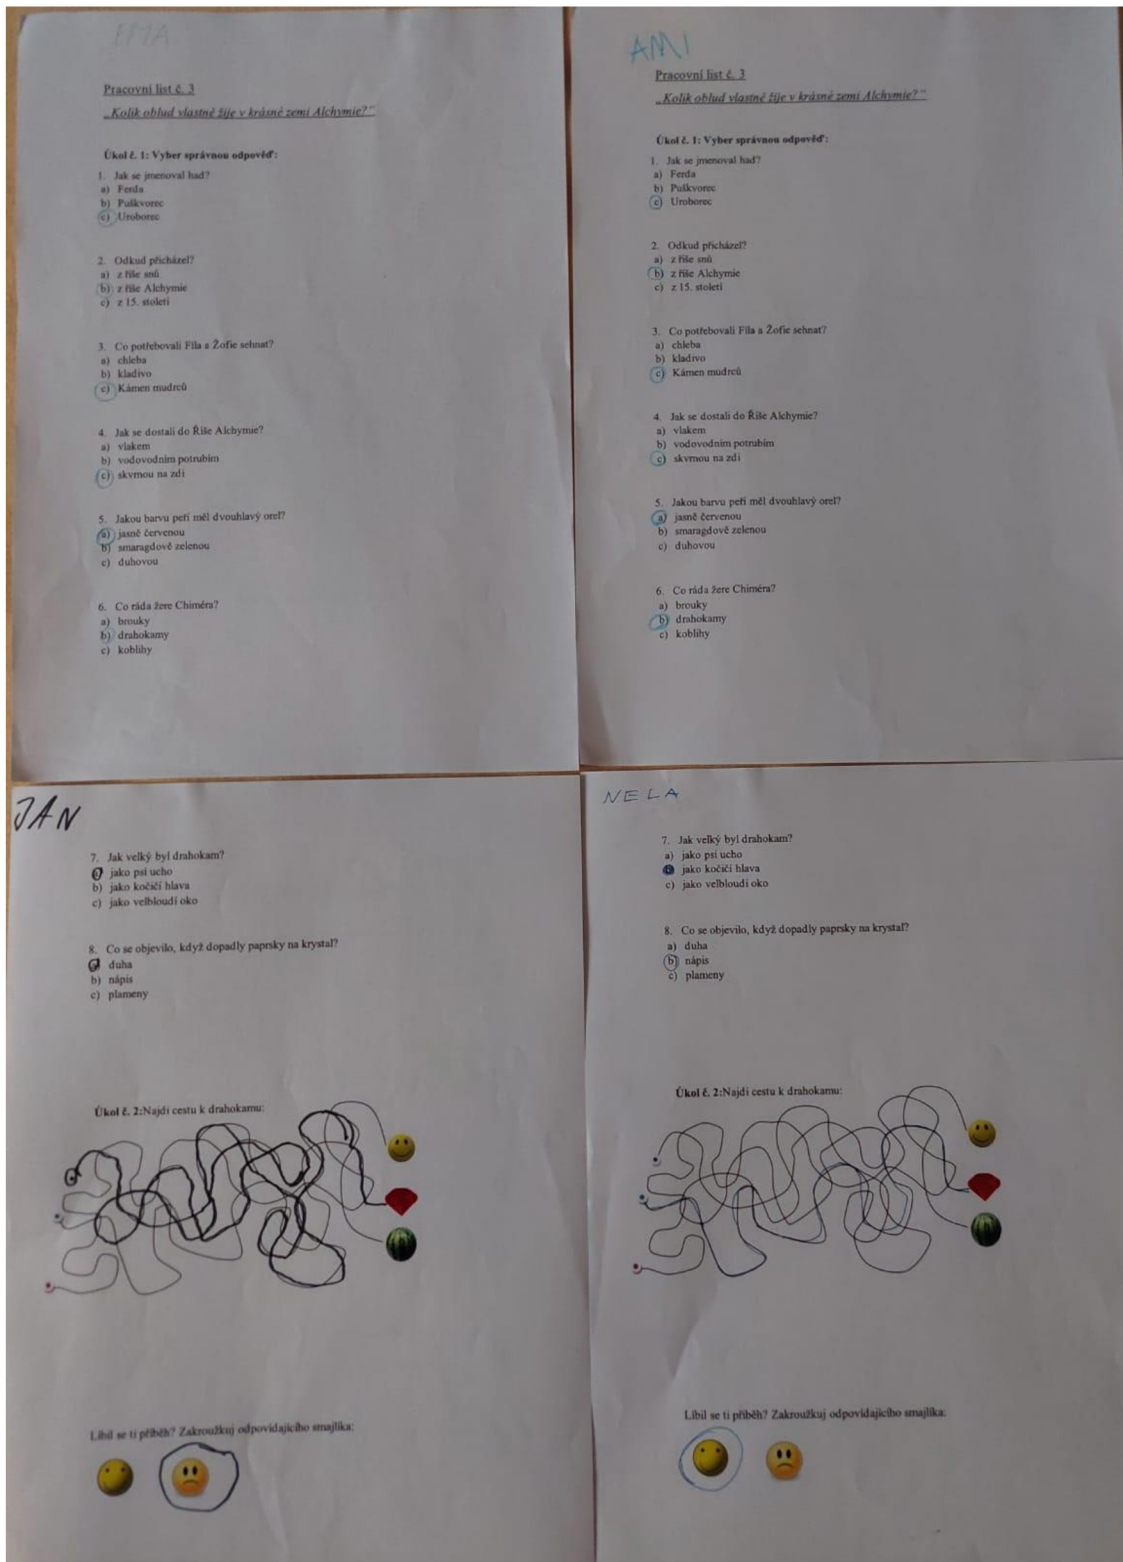 EMA
Pracovní list č. 3
„Kolik oblud vlastně žije v krásné zemi Alchymie?“
Úkol č. 1: Vyber správnou odpověď:
1. Jak se jmenoval had?
a) Ferda
b) Puškvorec
c) Uroborec
2. Odkud přicházel?
a) z říše snů
b) z říše Alchymie
c) z 15. století
3. Co potřebovali Fíla a Žofie sehnat?
a) chleba
b) kladivo
c) Kámen mudrců
4. Jak se dostali do Říše Alchymie?
a) vlakem
b) vodovodním potrubím
c) skvrnou na zdi
5. Jakou barvu peří měl dvouhlavý orel?
a) jasně červenou
b) smaragdově zelenou
c) duhovou
6. Co ráda žere Chiméra?
a) brouky
b) drahokamy
c) koblihy
AMI
Pracovní list č. 3
„Kolik oblud vlastně žije v krásné zemi Alchymie?“
Úkol č. 1: Vyber správnou odpověď:
1. Jak se jmenoval had?
a) Ferda
b) Puškvorec
c) Uroborec
2. Odkud přicházel?
a) z říše snů
b) z říše Alchymie
c) z 15. století
3. Co potřebovali Fíla a Žofie sehnat?
a) chleba
b) kladivo
c) Kámen mudrců
4. Jak se dostali do Říše Alchymie?
a) vlakem
b) vodovodním potrubím
c) skvrnou na zdi
5. Jakou barvu peří měl dvouhlavý orel?
a) jasně červenou
b) smaragdově zelenou
c) duhovou
6. Co ráda žere Chiméra?
a) brouky
b) drahokamy
c) koblihy
JAN
7. Jak velký byl drahokam?
jako psí ucho
b) jako kočičí hlava
c) jako velbloudí oko
8. Co se objevilo, když dopadly paprsky na krystal?
duha
b) nápis
c) plameny
Úkol č. 2:Najdi cestu k drahokamu:
Líbil se ti příběh? Zakroužkuj odpovídajícího smajlíka:
NELA
7. Jak velký byl drahokam?
a) jako psí ucho
jako kočičí hlava
c) jako velbloudí oko
8. Co se objevilo, když dopadly paprsky na krystal?
a) duha
b) nápis
c) plameny
Úkol č. 2:Najdi cestu k drahokamu:
Líbil se ti příběh? Zakroužkuj odpovídajícího smajlíka: